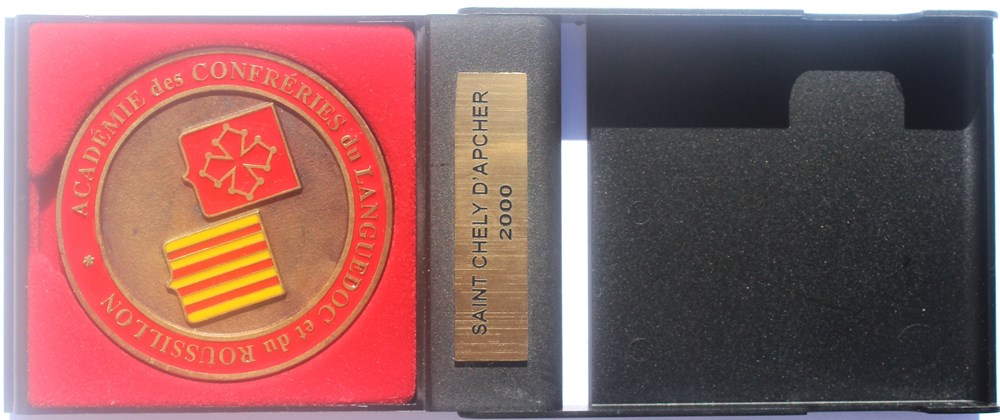 ACADÉMIE des CONFRÉRIES du LANGUEDOC et du ROUSSILLON *
SAINT CHELY D'APCHER
2000